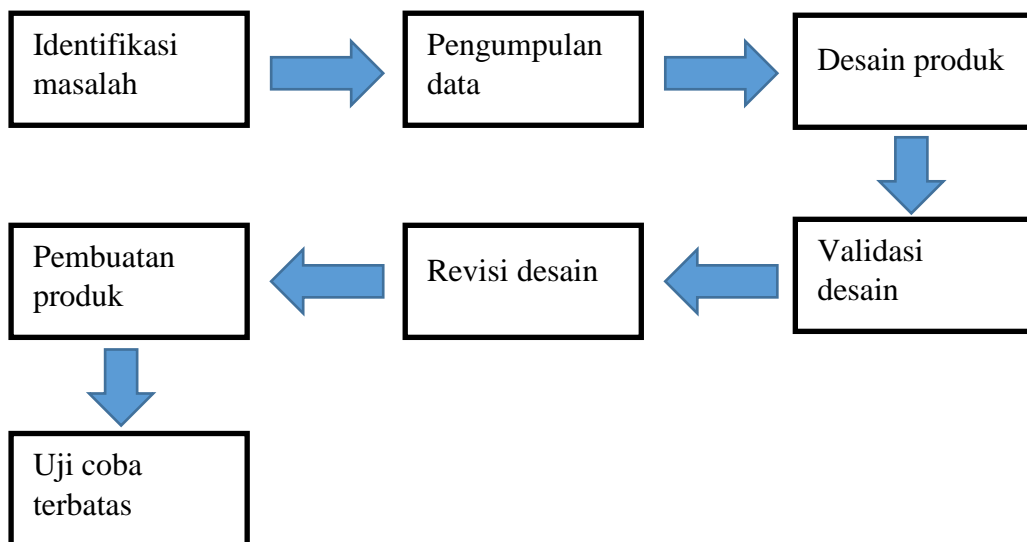 Identifikasi
masalah
Pengumpulan
data
Desain produk
Validasi
desain
Revisi desain
Pembuatan
produk
Uji coba
terbatas